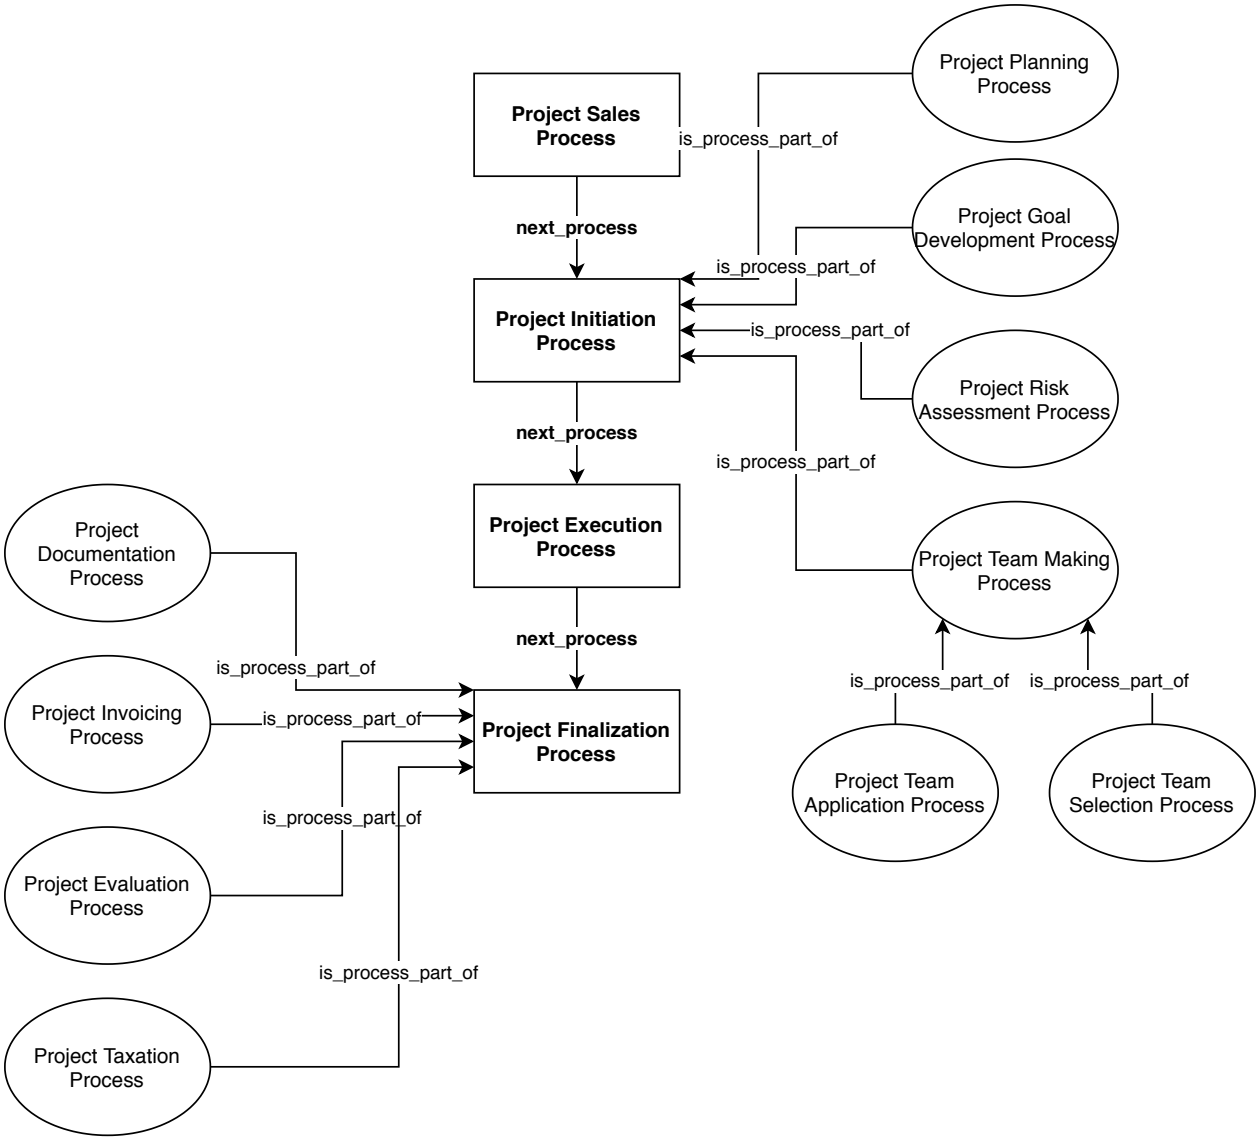 Project Planning
Process
Project Sales
Process
is_process_part_of
Project Goal
Development Process
next_process
is_process_part_of
Project Initiation
Process
is_process_part_of
Project Risk
Assessment Process
next_process
is_process_part_of
Project Execution
Process
Project
Documentation
Process
Project Team Making
Process
next_process
is_process_part_of
is_process_part_of
is_process_part_of
Project Invoicing
Process
is_process_part_of
Project Finalization
Process
Project Team
Application Process
Project Team
Selection Process
is_process_part_of
Project Evaluation
Process
is_process_part_of
Project Taxation
Process